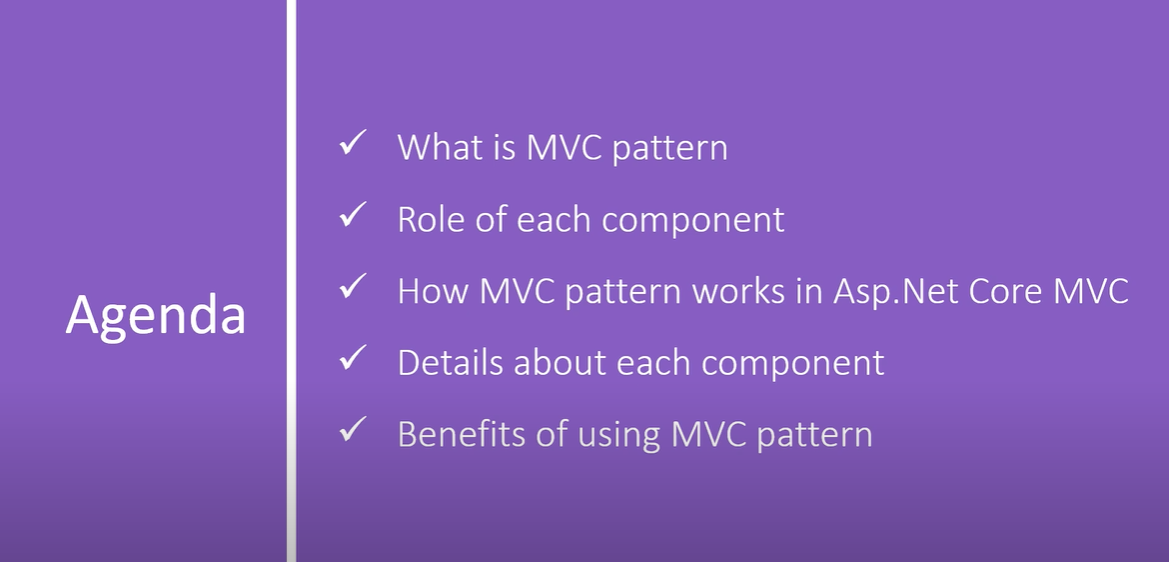 Agenda
What is MVC pattern
Role of each component
How MVC pattern works in Asp.Net Core MVC
Details about each component
Benefits of using MVC pattern